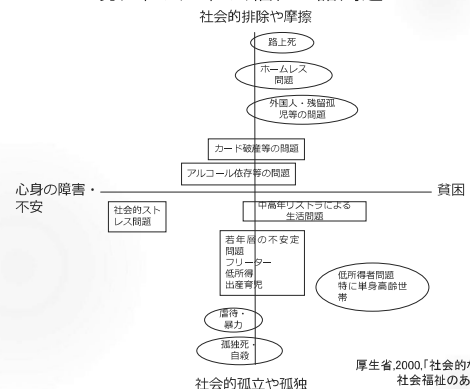 社会的排除や摩擦
路上死
ホームレス
問題
外国人・残留孤
児等の問題
カード破産等の問題
アルコール依存等の問題
心身の障害・
不安
貧困
社会的スト
レス問題
中高年リストラによる
生活問題
若年層の不安定
問題
フリーター
低所得
出産育児
低所得者問題
特に単身高齢世
帯
虐待・
暴力
孤独死・
自殺
社会的孤立や孤独
厚生省,2000,「社会的
社会福祉のあ